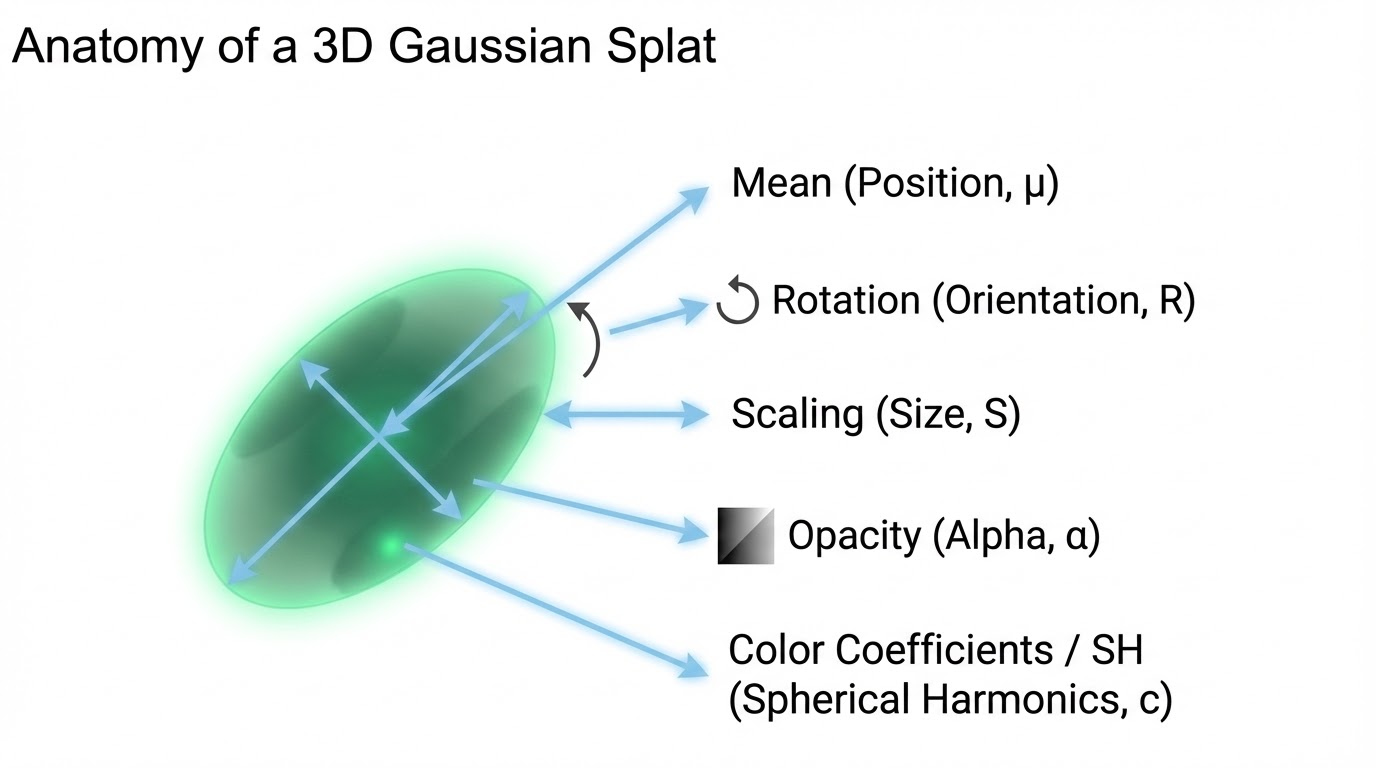 Anatomy of a 3D Gaussian Splat
Mean (Position, μ)
Rotation (Orientation, R)
Scaling (Size, S)
Opacity (Alpha, α)
Color Coefficients / SH
(Spherical Harmonics, c)